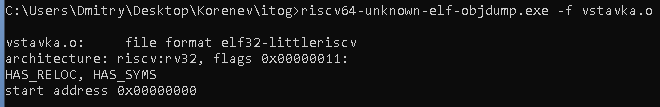 C:\Users\Dmitry\Desktop\Korenev\itog>riscv64-unknown-elf-objdump.exe -f vstavka.o
vstavka.o:     file format elf32-littleriscv
architecture: riscv:rv32, flags 0x00000011:
HAS_RELOC, HAS_SYMS
start address 0x00000000